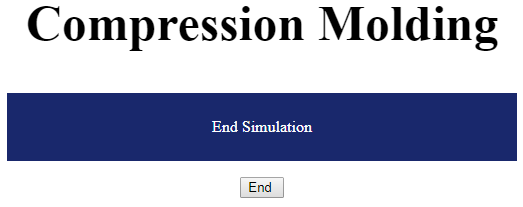 Compression Molding
End Simulation
End